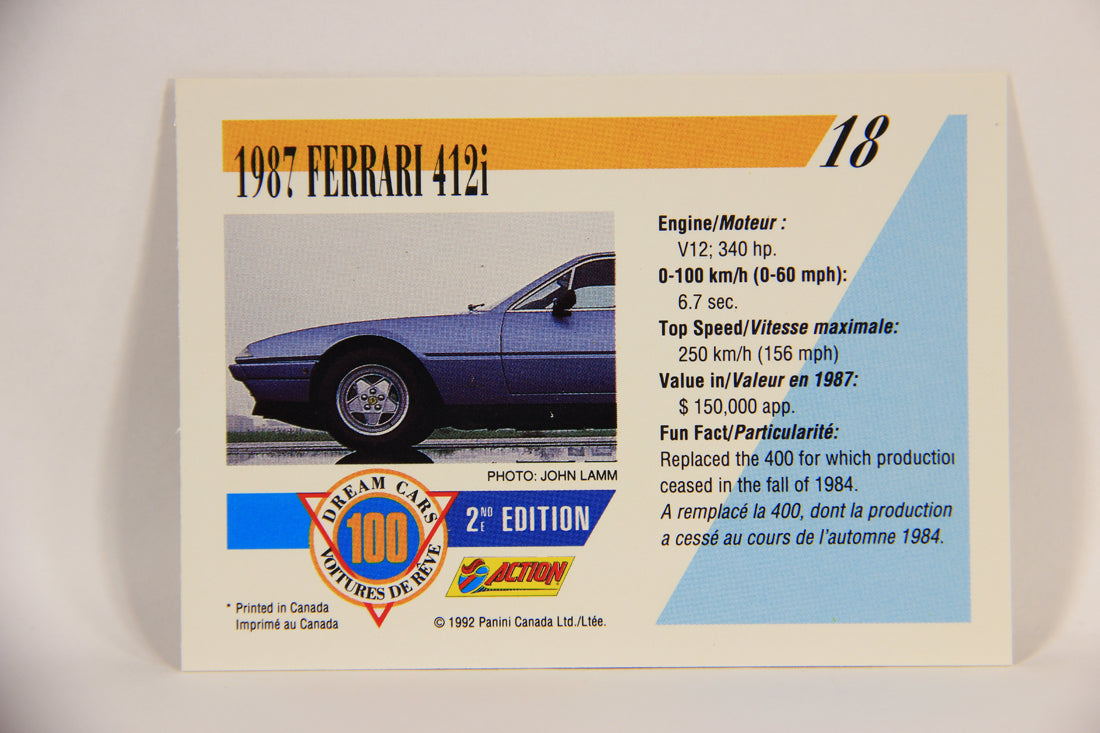 1987 FERRARI 412i
18
PHOTO: JOHN LAMM
Engine/Moteur :
V12; 340 hp.
0-100 km/h (0-60 mph):
6.7 sec.
Top Speed/Vitesse maximale:
250 km/h (156 mph)
Value in/Valeur en 1987:
$ 150,000 app.
Fun Fact/Particularité:
Replaced the 400 for which production
ceased in the fall of 1984.
A remplacé la 400, dont la production
a cessé au cours de l'automne 1984.
DREAM CARS
100
VOITURES DE RÊVE
2ND E EDITION
ACTION
* Printed in Canada
Imprimé au Canada
© 1992 Panini Canada Ltd./Ltée.